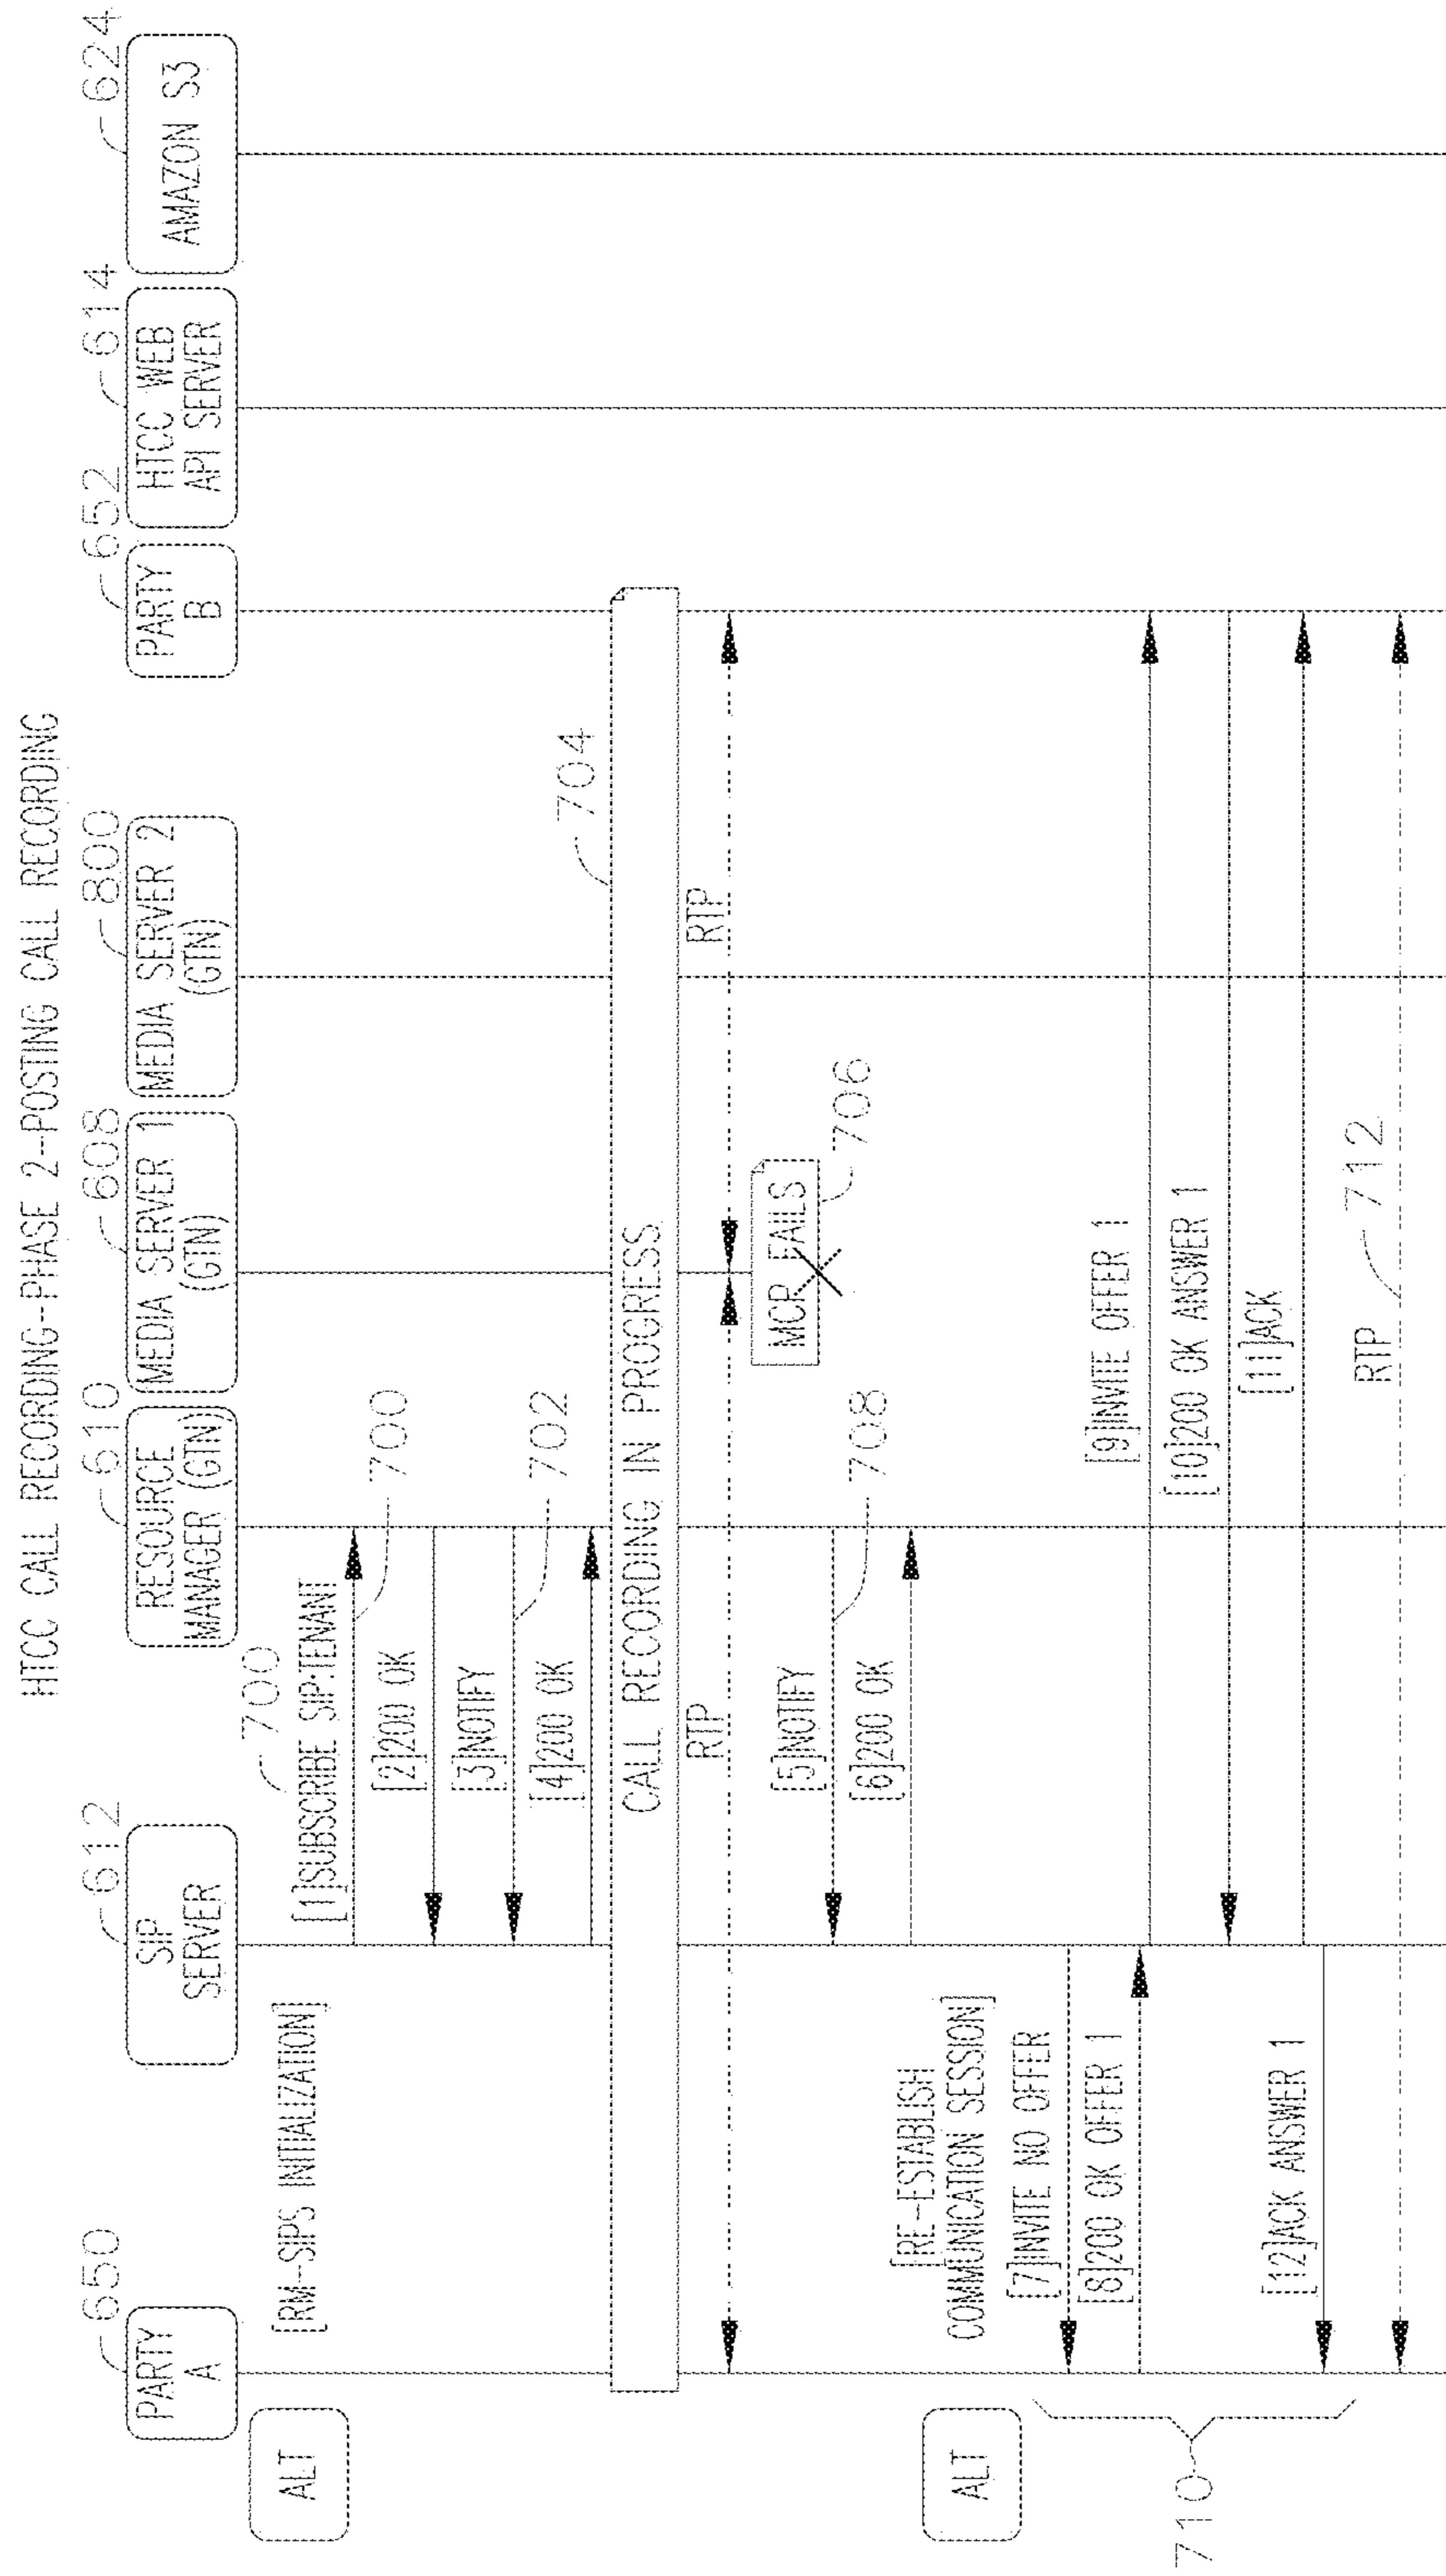 HTCC CALL RECORDING--PHASE 2--POSTING CALL RECORDING
650
612
610
608
800
652
614
624
PARTY
A
SIP
SERVER
RESOURCE
MANAGER (GTN)
MEDIA SERVER 1
(GTN)
MEDIA SERVER 2
(GTN)
PARTY
B
HTCC WEB
API SERVER
AMAZON S3
ALT
[RM-SIPS INITIALIZATION]
700
[1]SUBSCRIBE SIP:TENANT
700
[2]200 OK
[3]NOTIFY
702
[4]200 OK
704
CALL RECORDING IN PROGRESS
RTP
RTP
MCP FAILS
706
[5]NOTIFY
708
[6]200 OK
ALT
[RE-ESTABLISH
COMMUNICATION SESSION]
[7]INVITE NO OFFER
[8]200 OK OFFER 1
[9]INVITE OFFER 1
[10]200 OK ANSWER 1
[11]ACK
[12]ACK ANSWER 1
710
RTP
712